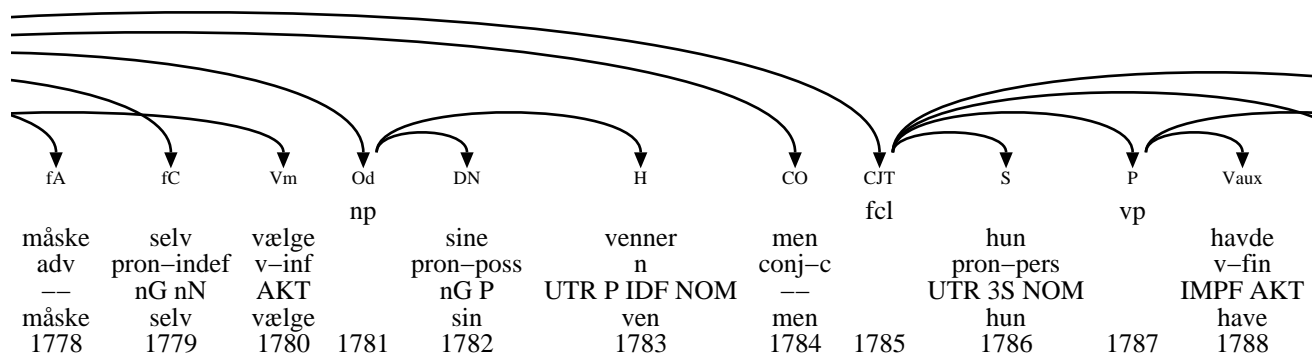 fA fC Vm Od DN H CO CJT S P Vaux
np fcl vp
måske selv vælge sine venner men hun havde
adv pron−indef v−inf pron−poss n conj−c pron−pers v−fin
−− nG nN AKT nG P UTR P IDF NOM −− UTR 3S NOM IMPF AKT
måske selv vælge sin ven men hun have
1778 1779 1780 1781 1782 1783 1784 1785 1786 1787 1788